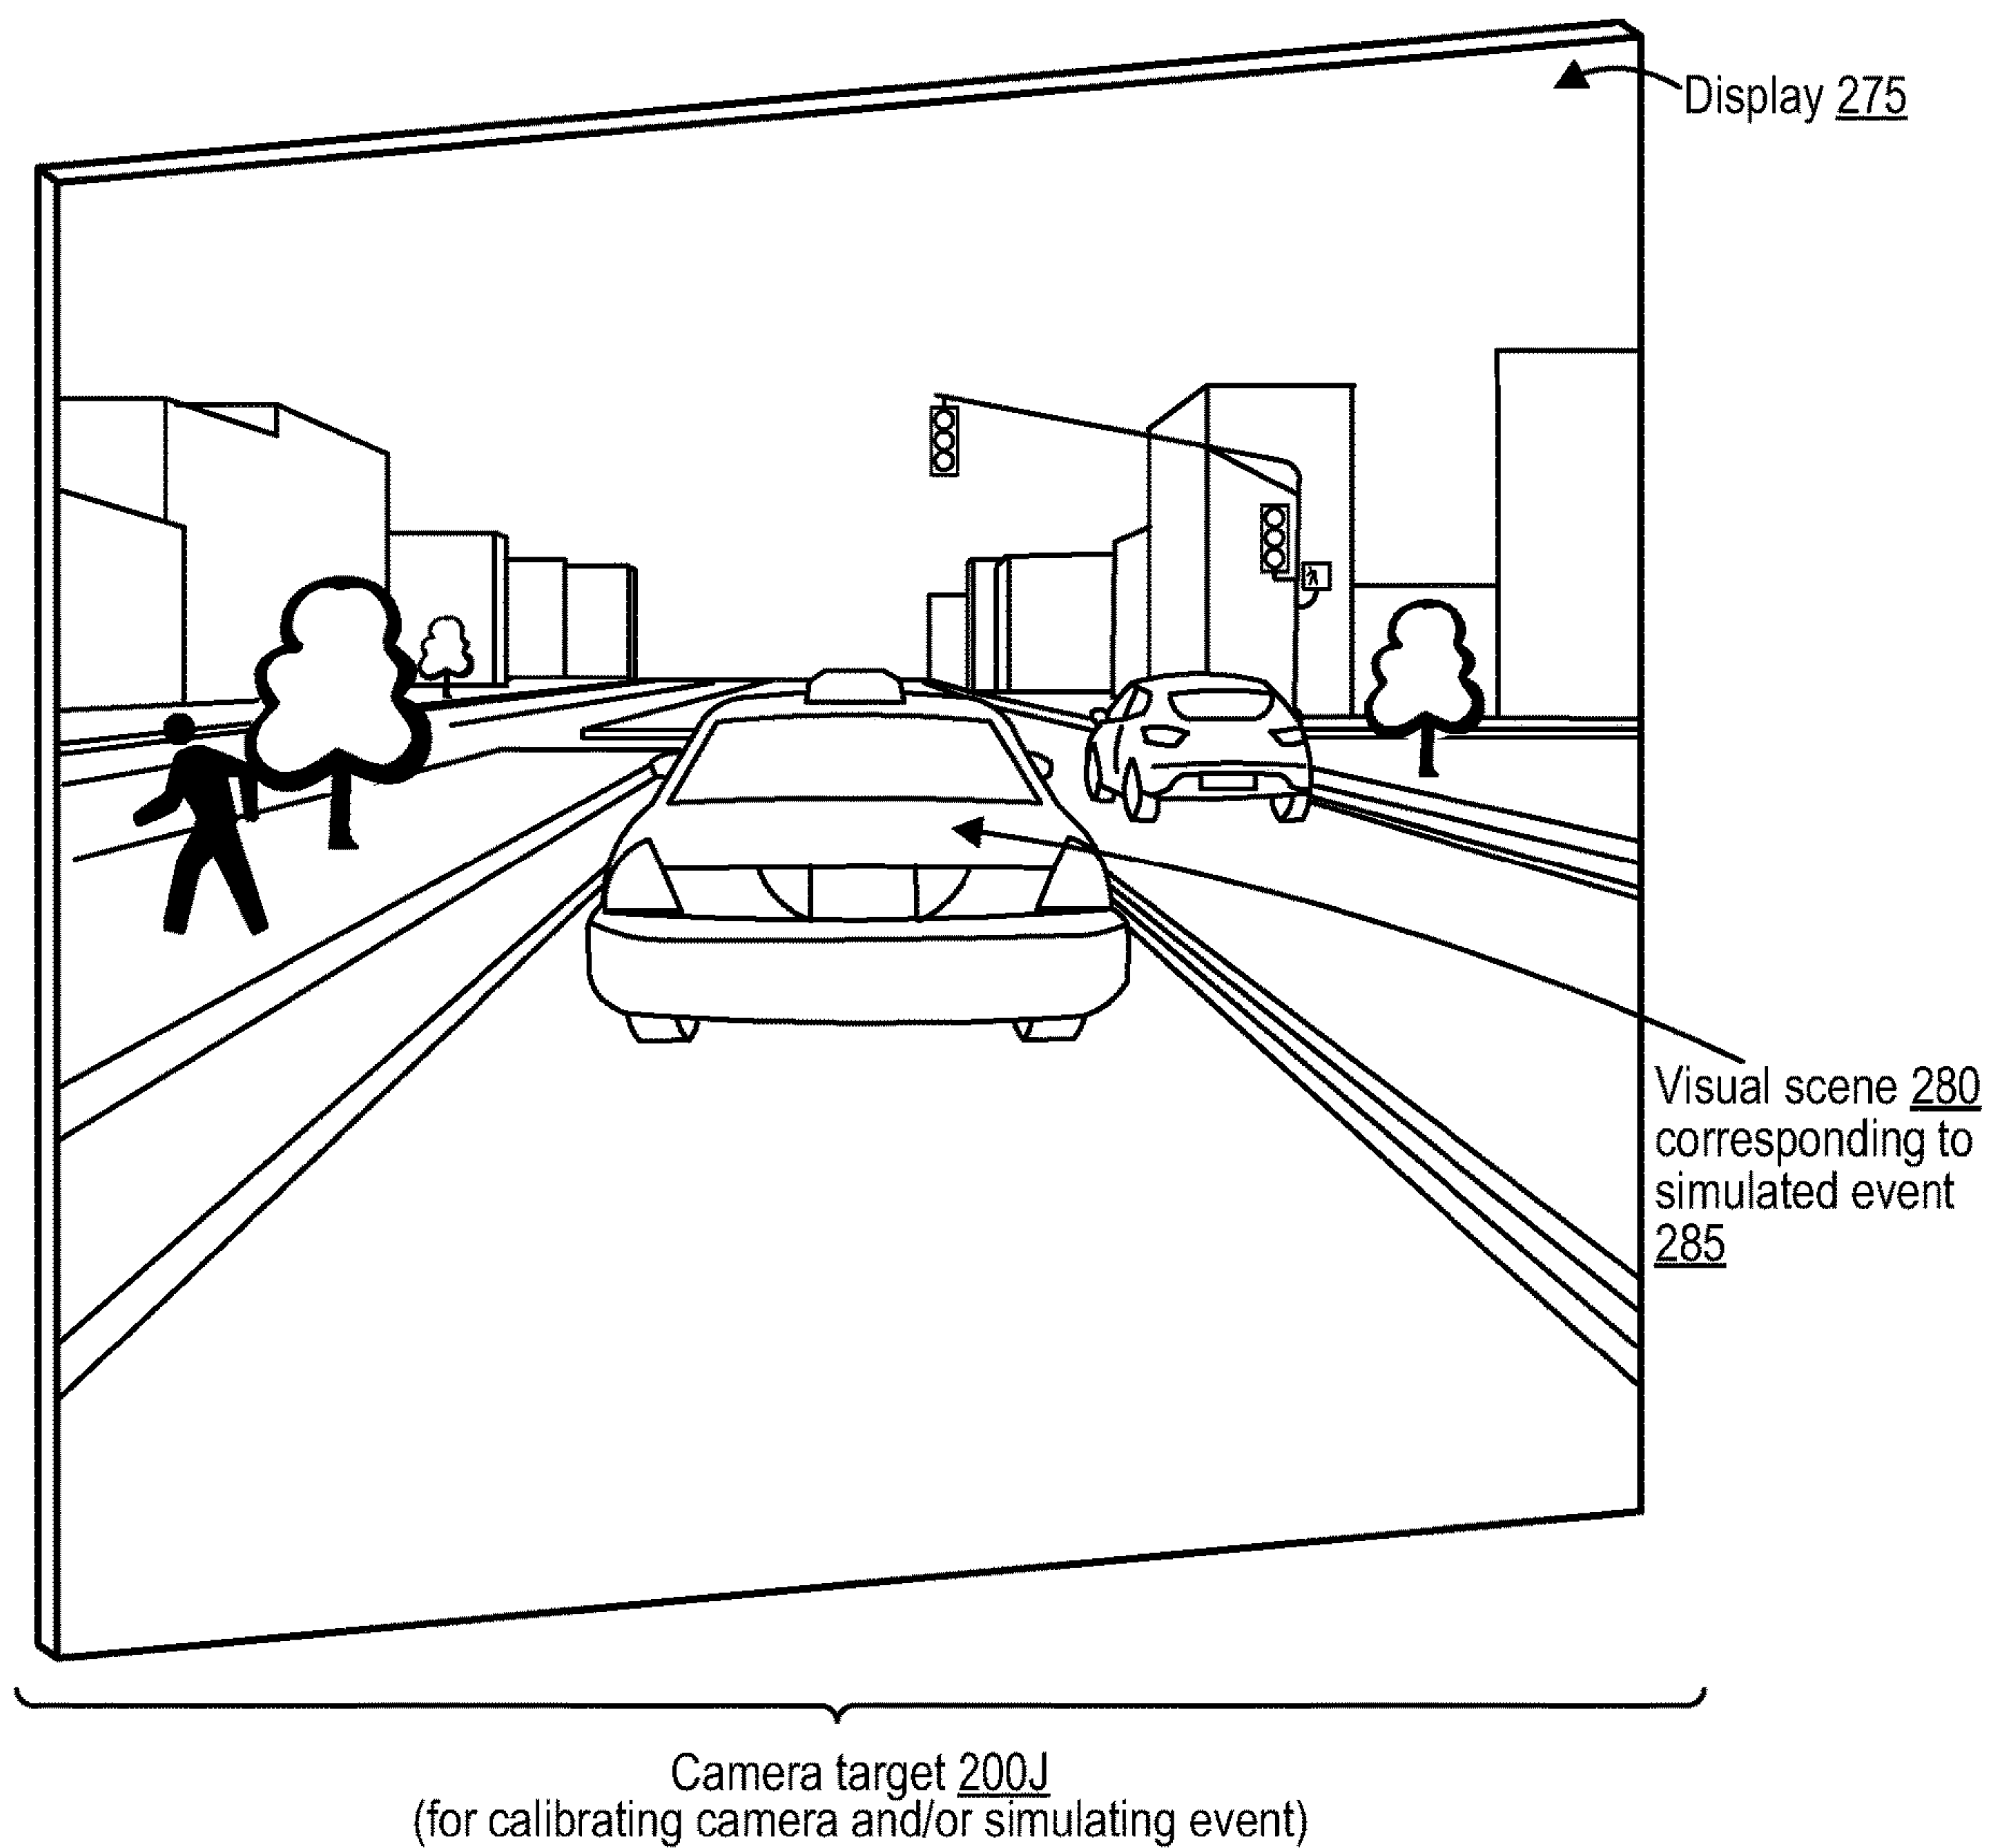 Display 275
Visual scene 280
corresponding to
simulated event
285
Camera target 200J
(for calibrating camera and/or simulating event)